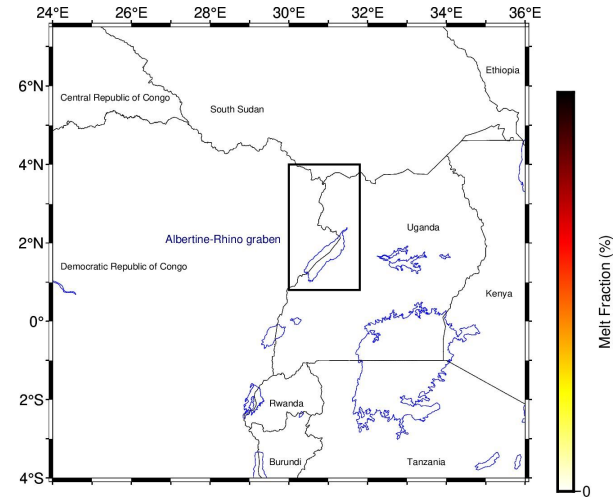 24°E 26°E 28°E 30°E 32°E 34°E 36°E
Ethiopia
6°N
Central Republic of Congo
South Sudan
4°N
Uganda
Albertine-Rhino graben
2°N
Democratic Republic of Congo
Kenya
Melt Fraction (%)
0°
2°S
Rwanda
Burundi
Tanzania
4°S
0